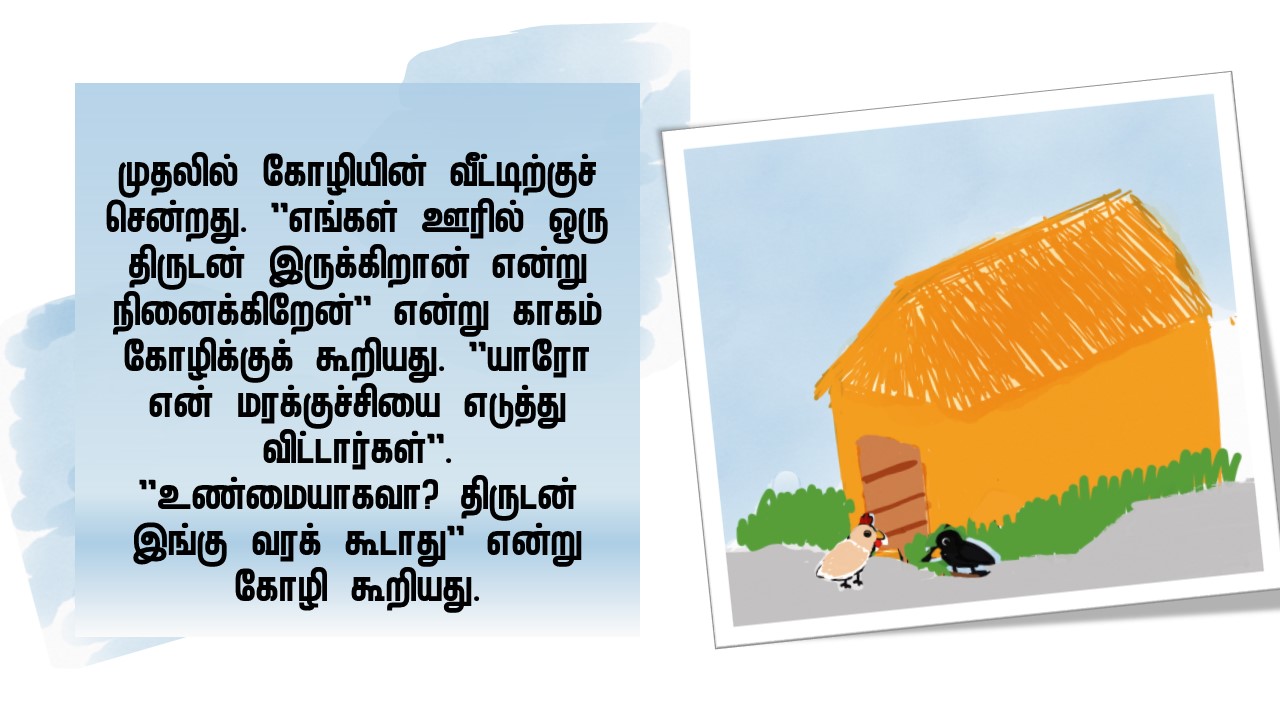 முதலில் கோழியின் வீட்டிற்குச்
சென்றது. ”எங்கள் ஊரில் ஒரு
திருடன் இருக்கிறான் என்று
நினைக்கிறேன்” என்று காகம்
கோழிக்குக் கூறியது. ”யாரோ
என் மரக்குச்சியை எடுத்து
விட்டார்கள்”.
”உண்மையாகவா? திருடன்
இங்கு வரக் கூடாது” என்று
கோழி கூறியது.